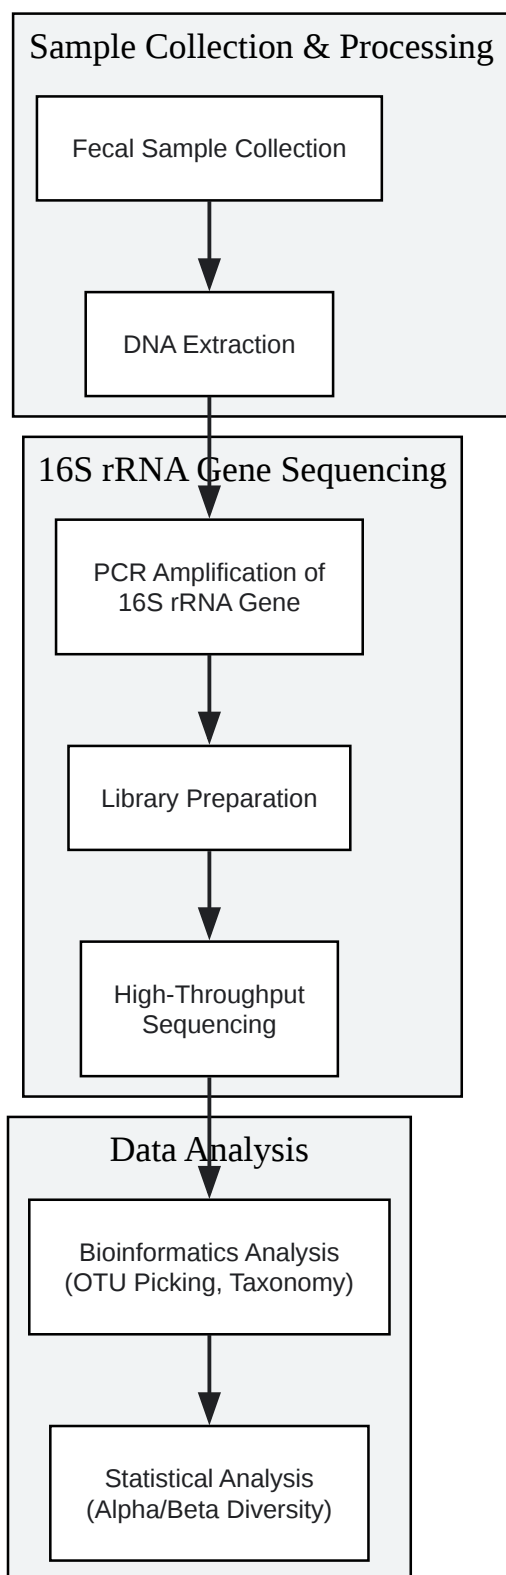 Sample Collection & Processing
Fecal Sample Collection
DNA Extraction
16S rRNA Gene Sequencing
PCR Amplification of
16S rRNA Gene
Library Preparation
High-Throughput
Sequencing
Data Analysis
Bioinformatics Analysis
(OTU Picking, Taxonomy)
Statistical Analysis
(Alpha/Beta Diversity)